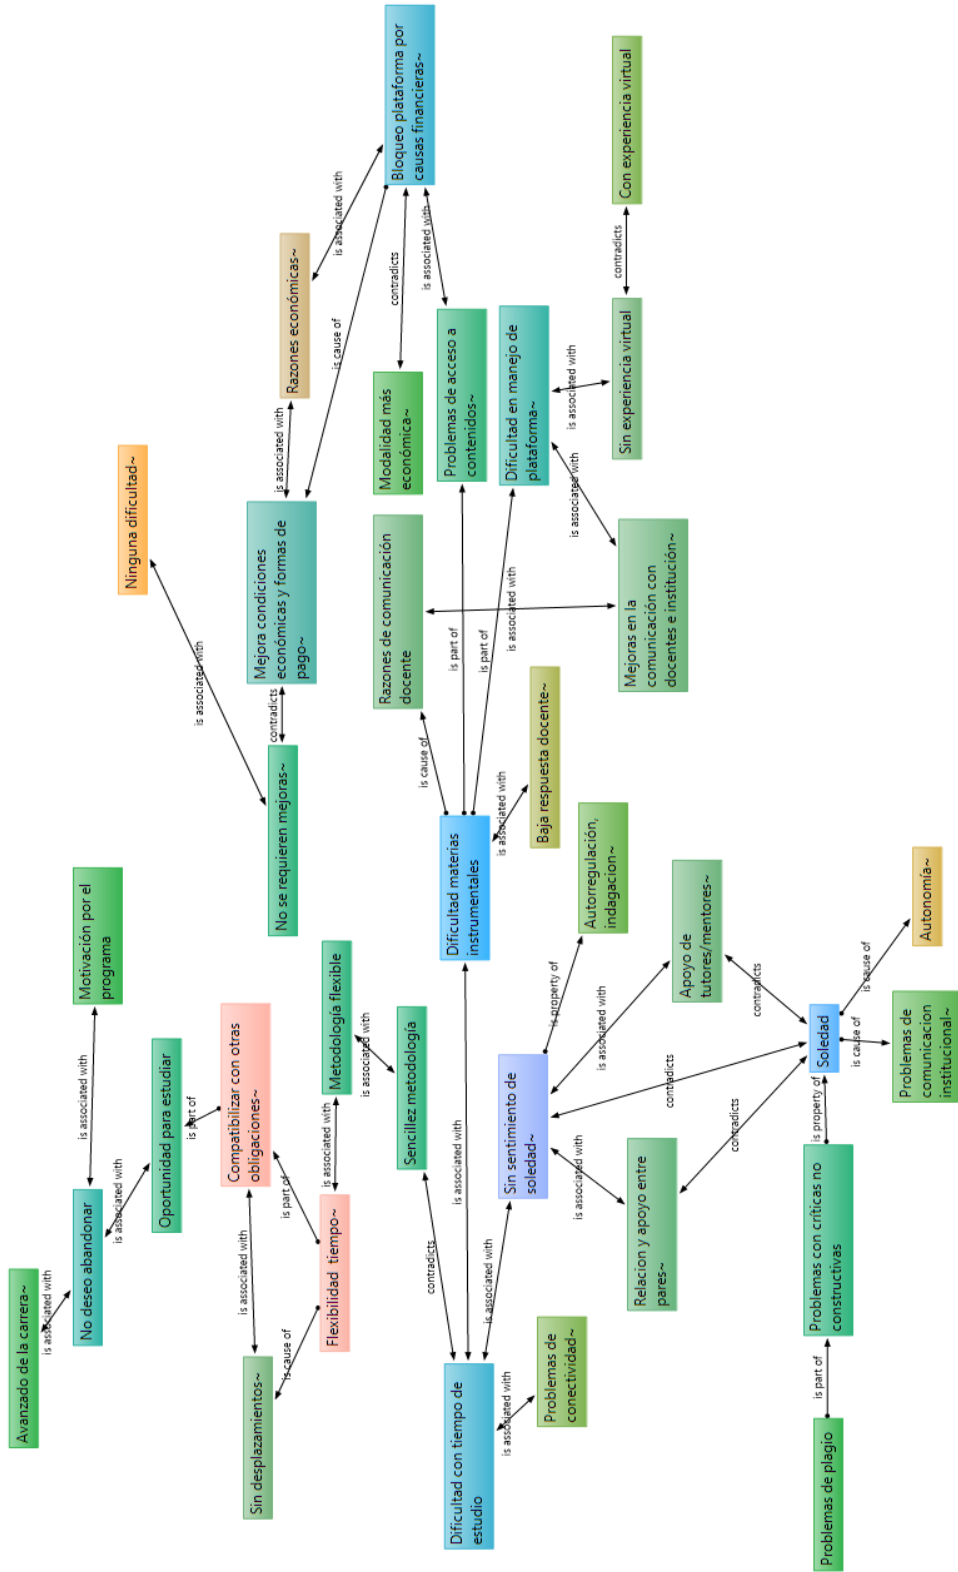 Avanzado de la carrera~
is associated with
No deseo abandonar
is associated with
Motivación por el
programa
is associated with
Oportunidad para estudiar
is part of
Compatibilizar con otras
obligaciones~
is associated with
is part of
Sin desplazamientos~
is cause of
Flexibilidad tiempo~
is associated with
Metodología flexible
is associated with
Sencillez metodología
contradicts
Ninguna dificultad~
is associated with
No se requieren mejoras~
contradicts
Mejora condiciones
económicas y formas de
pago~
is associated with
Razones económicas~
is cause of
is associated with
Bloqueo plataforma por
causas financieras~
contradicts
Modalidad más
económica~
is associated with
Problemas de acceso a
contenidos~
Dificultad en manejo de
plataforma~
is associated with
Sin experiencia virtual
contradicts
Con experiencia virtual
is associated with
Mejoras en la
comunicación con
docentes e institución~
is associated with
Razones de comunicación
docente
is cause of
is part of
is part of
Dificultad materias
instrumentales
is associated with
Baja respuesta docente~
is associated with
Dificultad con tiempo de
estudio
is associated with
Problemas de
conectividad~
is associated with
Sin sentimiento de
soledad~
is property of
Autorregulación,
indagacion~
is associated with
Apoyo de
tutores/mentores~
is associated with
Relacion y apoyo entre
pares~
contradicts
contradicts
contradicts
Soledad
is cause of
Autonomía~
is cause of
Problemas de
comunicacion
institucional~
is property of
Problemas con críticas no
constructivas
is part of
Problemas de plagio